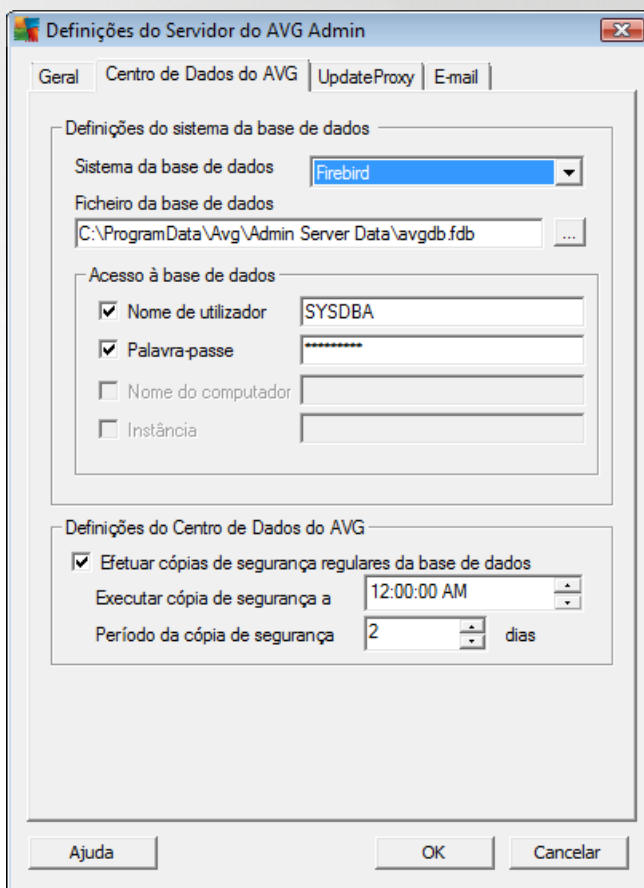 Definições do Servidor do AVG Admin
Geral Centro de Dados do AVG UpdateProxy E-mail
Definições do sistema da base de dados
Sistema da base de dados Firebird
Ficheiro da base de dados
C:\ProgramData\Avg\Admin Server Data\avgdb.fdb ...
Acesso à base de dados
Nome de utilizador SYSDBA
Palavra-passe *********
Nome do computador
Instância
Definições do Centro de Dados do AVG
Efetuar cópias de segurança regulares da base de dados
Executar cópia de segurança a 12:00:00 AM
Período da cópia de segurança 2 dias
Ajuda OK Cancelar